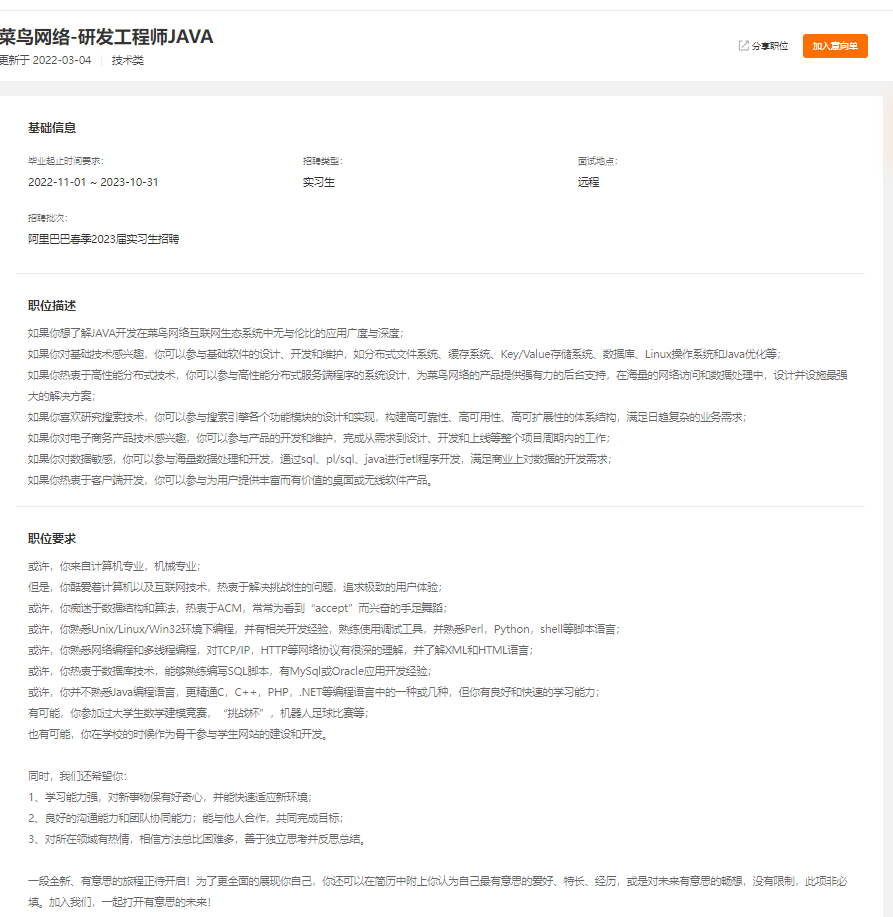 菜鸟网络-研发工程师JAVA
更新于 2022-03-04 技术类
分享职位
加入意向单
基础信息
毕业起止时间要求： 招聘类型： 面试地点：
2022-11-01 ~ 2023-10-31 实习生 远程
招聘批次：
阿里巴巴春季2023届实习生招聘
职位描述
如果你想了解JAVA开发在菜鸟网络互联网生态系统中无与伦比的应用广度与深度；
如果你对基础技术感兴趣，你可以参与基础软件的设计、开发和维护，如分布式文件系统、缓存系统、Key/Value存储系统、数据库、Linux操作系统和Java优化等；
如果你热衷于高性能分布式技术，你可以参与高性能分布式服务端程序的系统设计，为菜鸟网络的产品提供强有力的后台支持，在海量的网络访问和数据处理中，设计并设施最强
大的解决方案；
如果你喜欢研究搜索技术，你可以参与搜索引擎各个功能模块的设计和实现，构建高可靠性、高可用性、高可扩展性的体系结构，满足日趋复杂的业务需求；
如果你对电子商务产品技术感兴趣，你可以参与产品的开发和维护，完成从需求到设计、开发和上线等整个项目周期内的工作；
如果你对数据敏感，你可以参与海量数据处理和开发，通过sql、pl/sql、java进行etl程序开发，满足商业上对数据的开发需求；
如果你热衷于客户端开发，你可以参与为用户提供丰富而有价值的桌面或无线软件产品。
职位要求
或许，你来自计算机专业，机械专业；
但是，你酷爱着计算机以及互联网技术，热衷于解决挑战性的问题，追求极致的用户体验；
或许，你痴迷于数据结构和算法，热衷于ACM，常常为看到“accept”而兴奋的手足舞蹈；
或许，你熟悉Unix/Linux/Win32环境下编程，并有相关开发经验，熟练使用调试工具，并熟悉Perl，Python，shell等脚本语言；
或许，你熟悉网络编程和多线程编程，对TCP/IP，HTTP等网络协议有很深的理解，并了解XML和HTML语言；
或许，你热衷于数据库技术，能够熟练编写SQL脚本，有MySql或Oracle应用开发经验；
或许，你并不熟悉Java编程语言，更精通C，C++，PHP，.NET等编程语言中的一种或几种，但你有良好和快速的学习能力；
有可能，你参加过大学生数学建模竞赛，“挑战杯”，机器人足球比赛等；
也有可能，你在学校的时候作为骨干参与学生网站的建设和开发。
同时，我们还希望你：
1、学习能力强，对新事物保有好奇心，并能快速适应新环境；
2、良好的沟通能力和团队协同能力；能与他人合作，共同完成目标；
3、对所在领域有热情，相信方法总比困难多，善于独立思考并反思总结。
一段全新、有意思的旅程正待开启！为了更全面的展现你自己，你还可以在简历中附上你认为自己最有意思的爱好、特长、经历，或是对未来有意思的畅想，没有限制，此项非必
填。加入我们，一起打开有意思的未来！